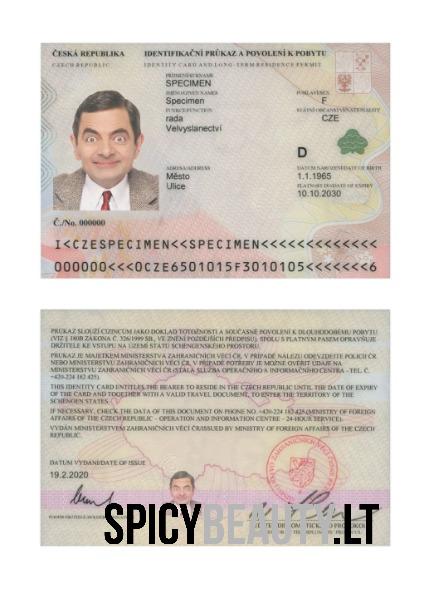 ČESKÁ REPUBLIKA
CZECH REPUBLIC
IDENTIFIKAČNÍ PRŮKAZ A POVOLENÍ K POBYTU
IDENTITY CARD AND LONG-TERM RESIDENCE PERMIT
PŘÍJMENÍ/SURNAME
SPECIMEN
JMÉNO/GIVEN NAMES
Specimen
POHLAVÍ/SEX
F
FUNKCE/FUNCTION
rada
Velvyslanectví
STÁTNÍ OBČANSTVÍ/NATIONALITY
CZE
D
ADRESA/ADDRESS
Město
Ulice
DATUM NAROZENÍ/DATE OF BIRTH
1.1.1965
PLATNOST DO/DATE OF EXPIRY
10.10.2030
Č./No. 000000
I<CZESPECIMEN<<SPECIMEN<<<<<<<<<<<<<
000000<<<0CZE6501015F3010105<<<<<<<6
PRŮKAZ SLOUŽÍ CIZINCŮM JAKO DOKLAD TOTOŽNOSTI A SOUČASNĚ POVOLENÍ K DLOUHODOBÉMU POBYTU
(VIZ § 180B ZÁKONA Č. 326/1999 SB., VE ZNĚNÍ POZDĚJŠÍCH PŘEDPISŮ). SPOLU S PLATNÝM PASEM OPRAVŇUJE
DRŽITELE KE VSTUPU NA ÚZEMÍ STÁTŮ SCHENGENSKÉHO PROSTORU.
PRŮKAZ JE MAJETKEM MINISTERSTVA ZAHRANIČNÍCH VĚCÍ ČR, V PŘÍPADĚ NÁLEZU ODEVZDEJTE POLICII ČR
NEBO MINISTERSTVU ZAHRANIČNÍCH VĚCÍ ČR. V PŘÍPADĚ POTŘEBY JE MOŽNÉ OVĚŘIT ÚDAJE NA
MINISTERSTVU ZAHRANIČNÍCH VĚCÍ ČR (STÁLÁ SLUŽBA OPERAČNÍHO A INFORMAČNÍHO CENTRA - TEL. Č.
+420-224 182 425).
THIS IDENTITY CARD ENTITLES THE BEARER TO RESIDE IN THE CZECH REPUBLIC UNTIL THE DATE OF EXPIRY
OF THE CARD AND TOGETHER WITH A VALID TRAVEL DOCUMENT, TO ENTER THE TERRITORY OF THE
SCHENGEN STATES.
IF NECESSARY, CHECK THE DATA OF THIS DOCUMENT ON PHONE NO. +420-224 182 425 (MINISTRY OF FOREIGN
AFFAIRS OF THE CZECH REPUBLIC - OPERATION AND INFORMATION CENTRE - 24-HOUR SERVICE).
VYDÁN MINISTERSTVEM ZAHRANIČNÍCH VĚCÍ ČR/ISSUED BY MINISTRY OF FOREIGN AFFAIRS OF THE CZECH
REPUBLIC.
DATUM VYDÁNÍ/DATE OF ISSUE
19.2.2020
SPICYBEAUTY.LT